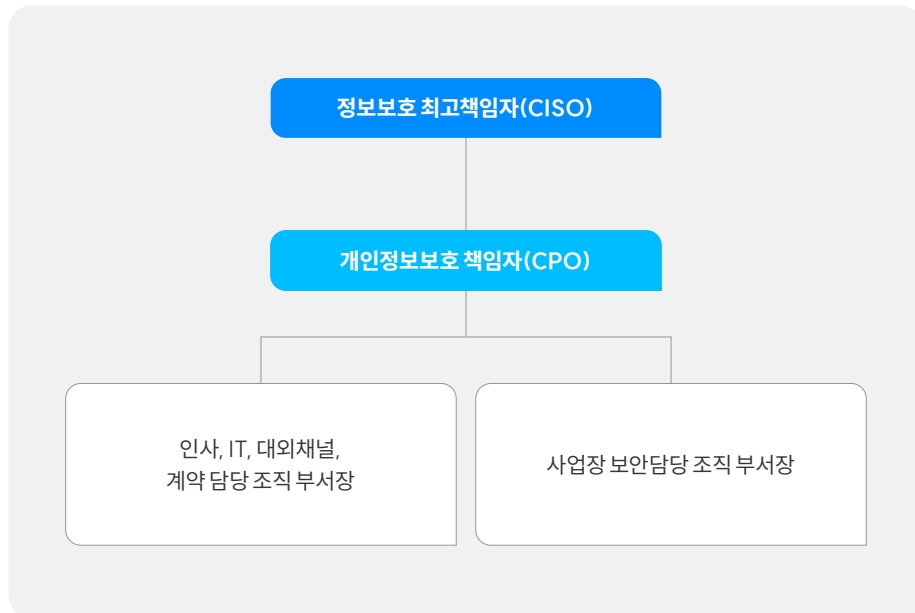 정보보호 최고책임자(CISO)
개인정보보호 책임자(CPO)
인사, IT, 대외채널,
계약 담당 조직 부서장
사업장 보안담당 조직 부서장